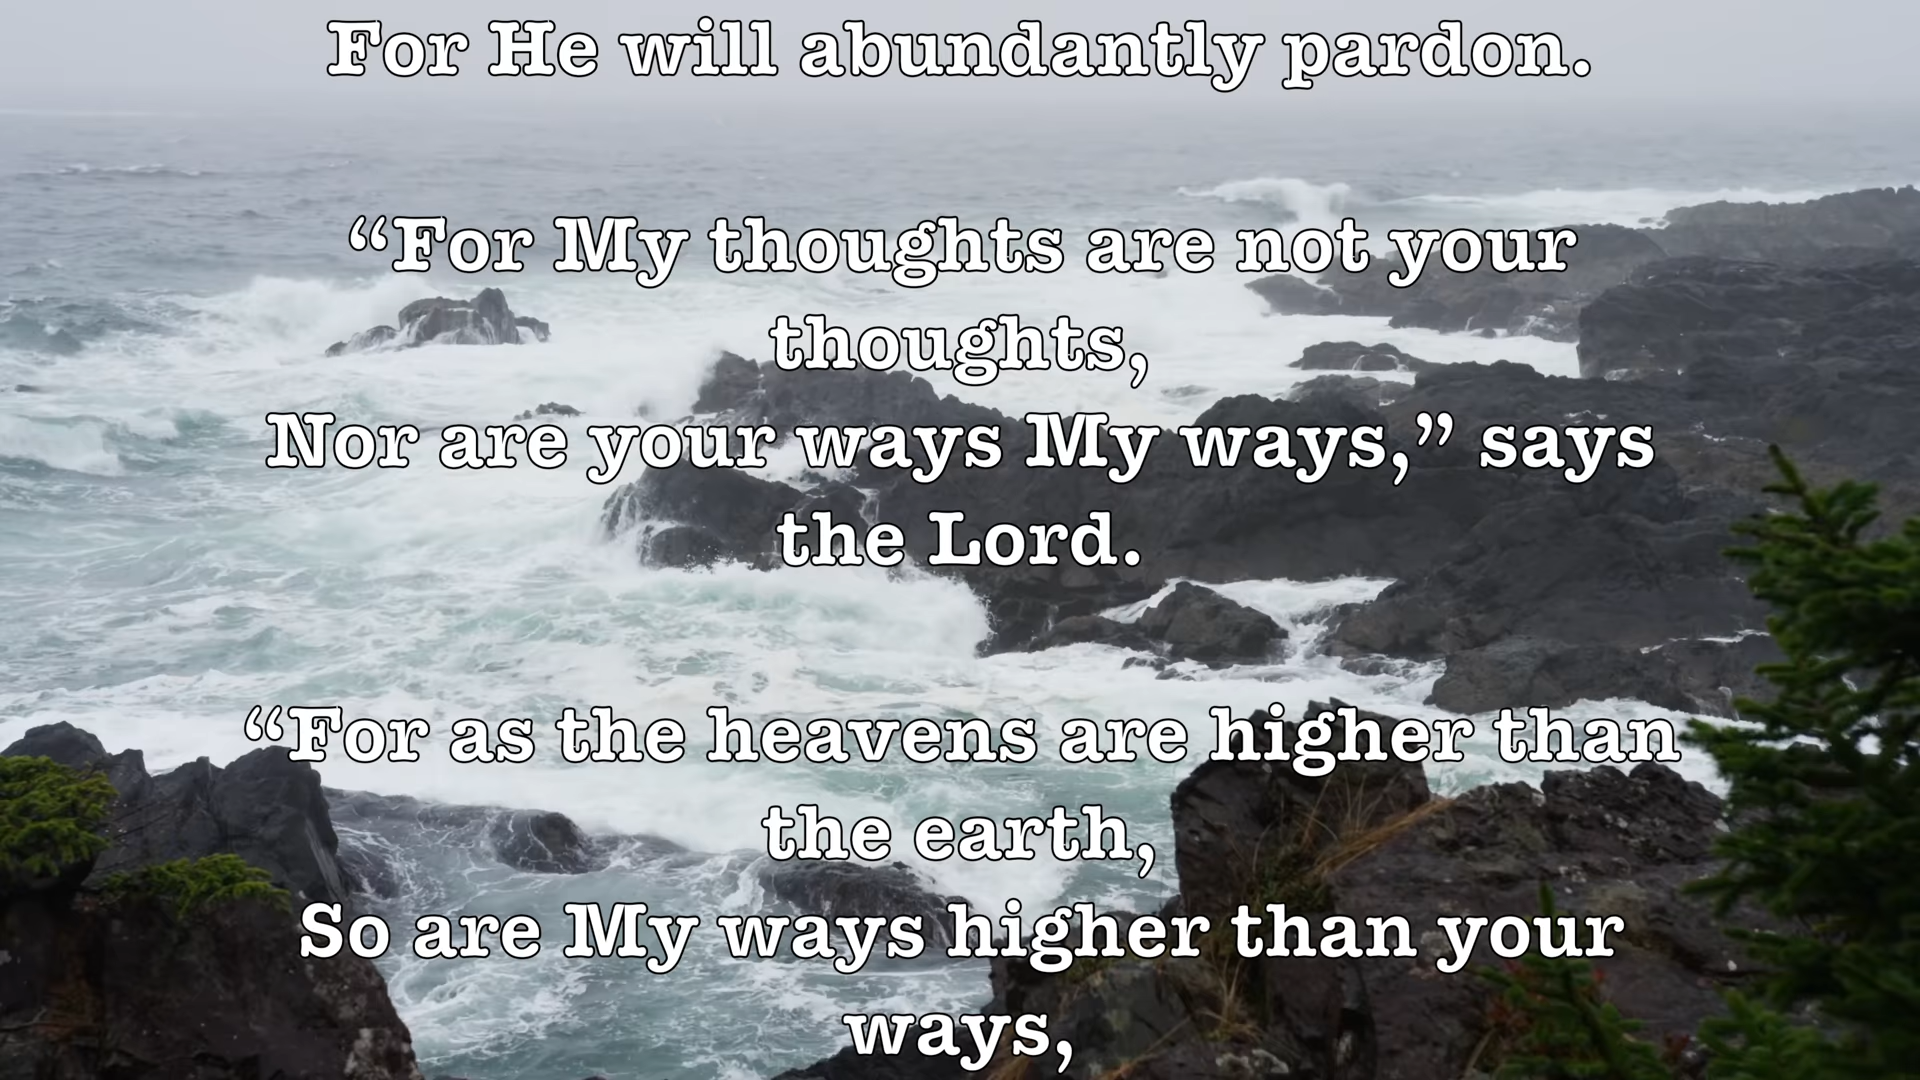 For He will abundantly pardon.
“For My thoughts are not your
thoughts,
Nor are your ways My ways,” says
the Lord.
“For as the heavens are higher than
the earth,
So are My ways higher than your
ways,